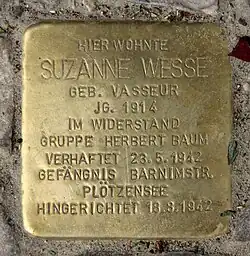 HIER WOHNTE
SUZANNE WESSE
GEB. VASSEUR
JG. 1914
IM WIDERSTAND
GRUPPE HERBERT BAUM
VERHAFTET 23.5.1942
GEFÄNGNIS BARNIMSTR.
PLÖTZENSEE
HINGERICHTET 18.8.1942